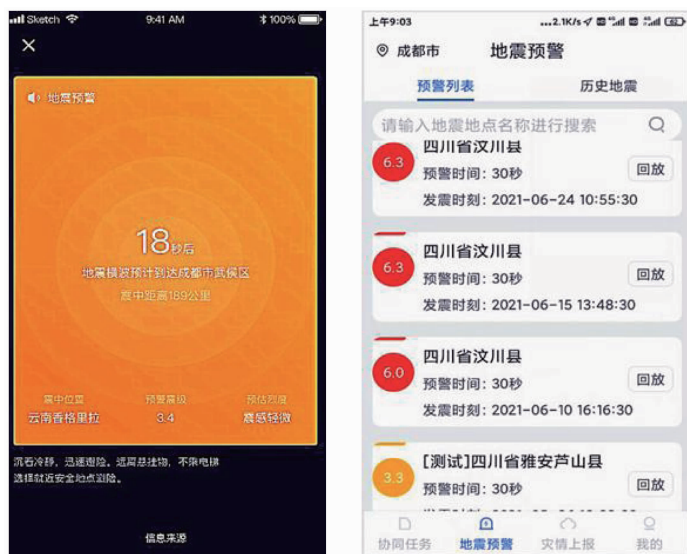 Sketch
9:41 AM
100%
地震预警
18秒后
地震横波预计到达成都市武侯区
震中距离189公里
震中位置
预警震级
预估烈度
云南香格里拉
3.4
震感轻微
沉着冷静，迅速避险。远离悬挂物，不乘电梯
选择就近安全地点避险。
信息来源
上午9:03
...2.1K/s
62
成都市
地震预警
预警列表
历史地震
请输入地震地点名称进行搜索
四川省汶川县
6.3
预警时间：30秒
回放
发震时刻：2021-06-24 10:55:30
四川省汶川县
6.3
预警时间：30秒
回放
发震时刻：2021-06-15 13:48:30
四川省汶川县
6.0
预警时间：30秒
回放
发震时刻：2021-06-10 16:16:30
[测试]四川省雅安芦山县
3.3
预警时间：30秒
回放
协同任务
地震预警
灾情上报
我的